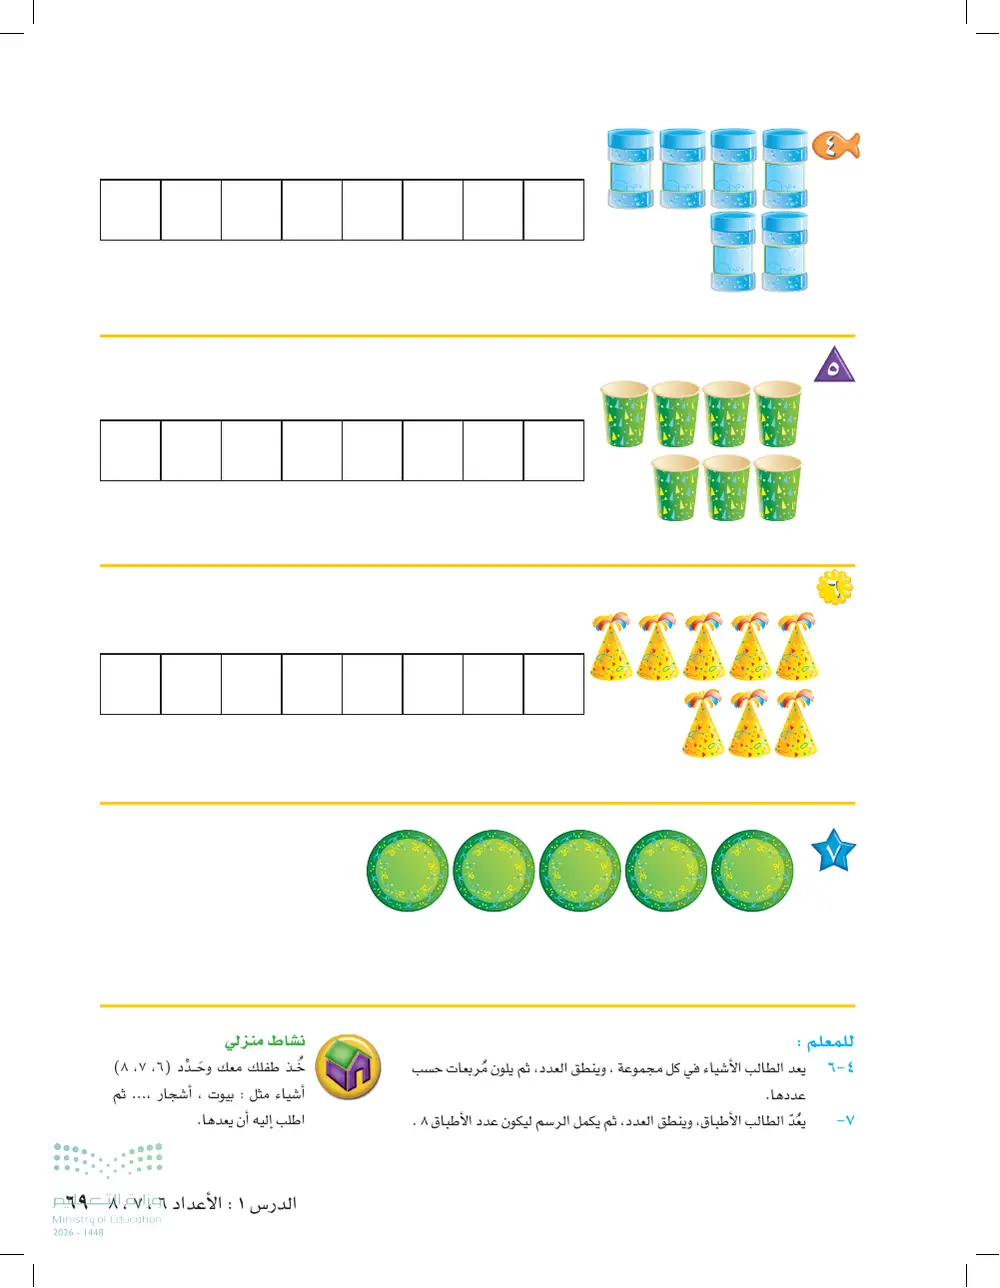 ٤
٥
٦
٧
للمعلم :
٤-٦ يعد الطالب الأشياء في كل مجموعة ، وينطق العدد، ثم يلون مُربعات حسب
عددها.
٧- يعُدّ الطالب الأطباق، وينطق العدد، ثم يكمل الرسم ليكون عدد الأطباق ٨ .
نشاط منزلي
خُذ طفلك معك وحَدِّد (٦، ٧، ٨)
أشياء مثل : بيوت ، أشجار ،... ثم
اطلب إليه أن يعدها.
الدرس ١ : الأعداد ٦ ، ٧ ، ٨ ٦٩
وزارة التعليم
Ministry of Education
2026 - 1448